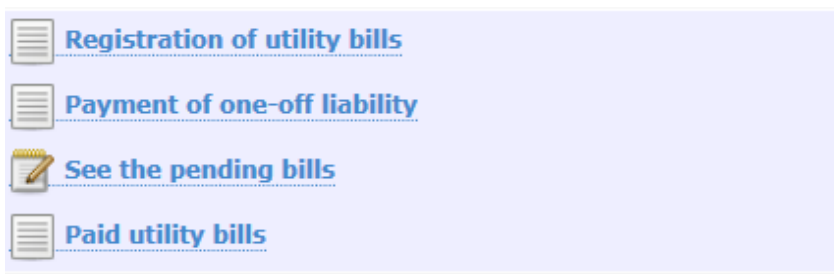 Registration of utility bills
Payment of one-off liability
See the pending bills
Paid utility bills